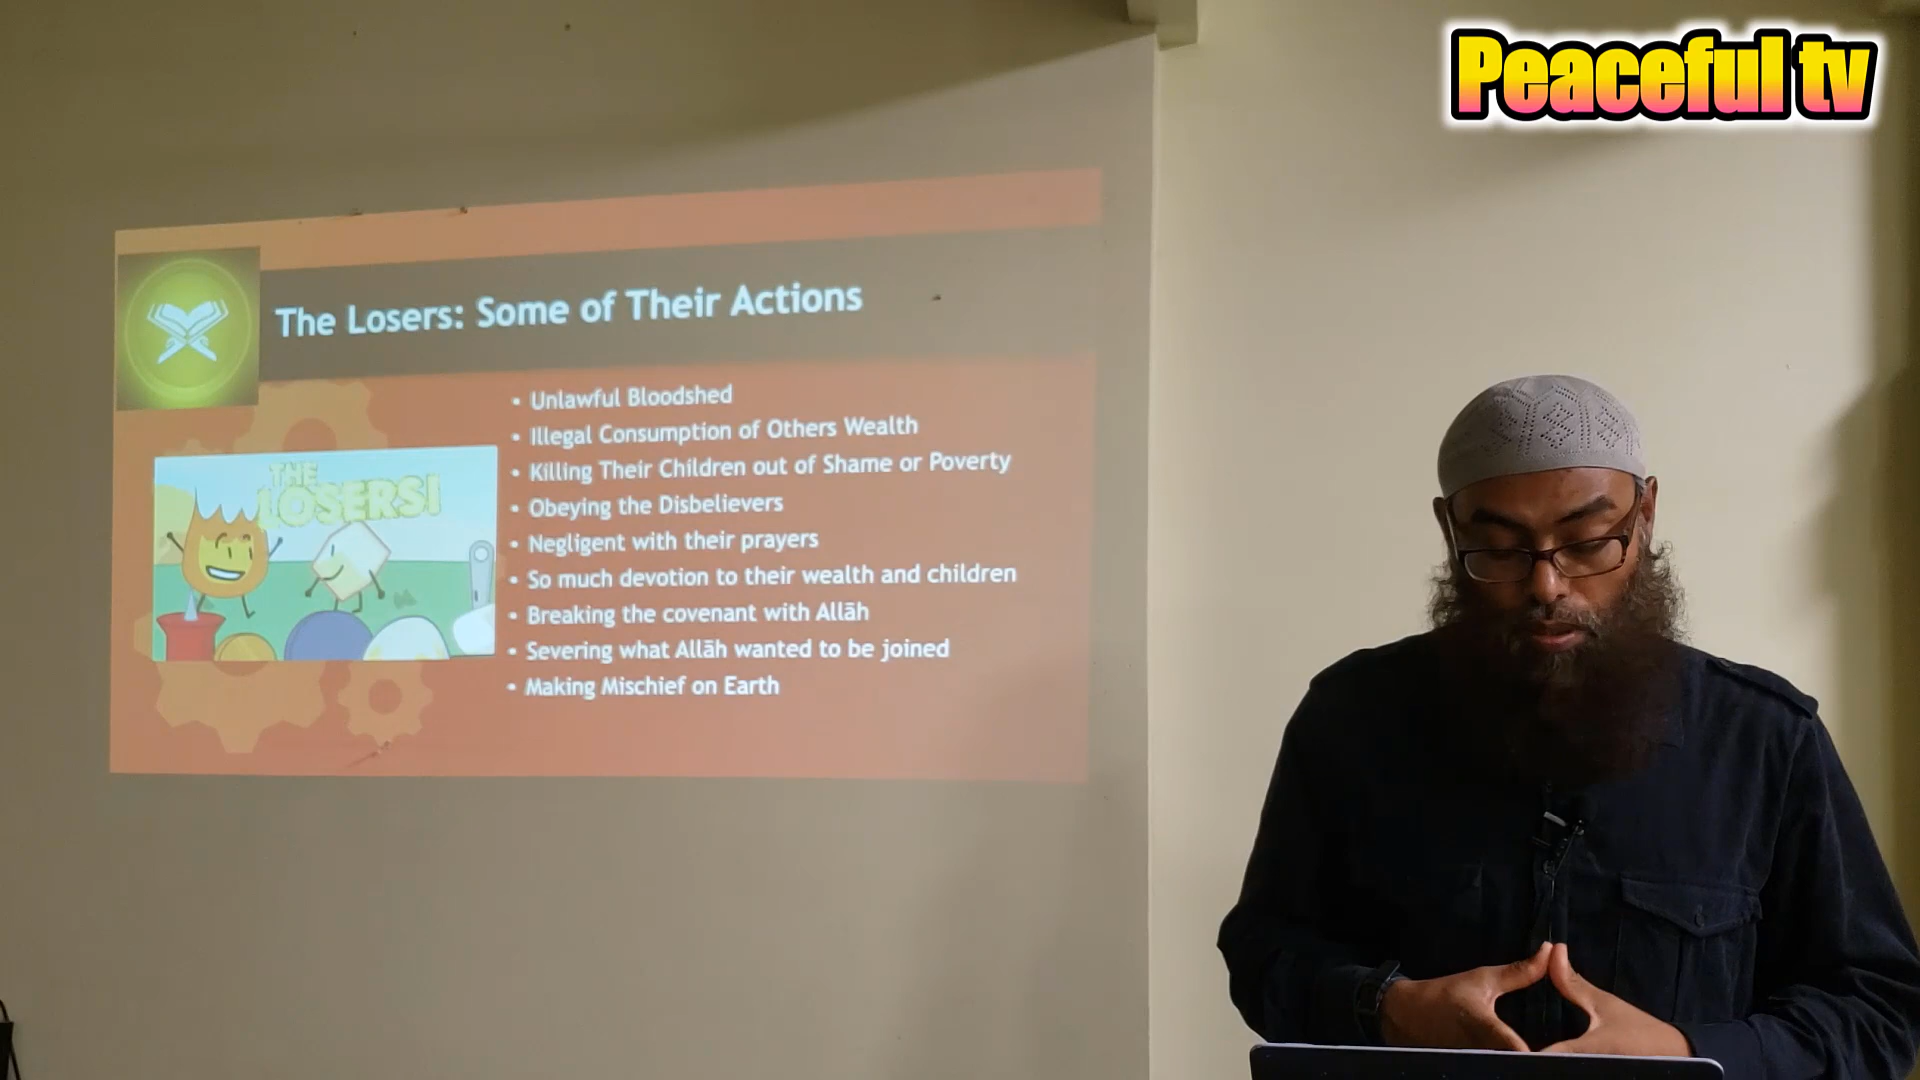 Peaceful tv
The Losers: Some of Their Actions
THE
LOSERS!
• Unlawful Bloodshed
• Illegal Consumption of Others Wealth
• Killing Their Children out of Shame or Poverty
• Obeying the Disbelievers
• Negligent with their prayers
• So much devotion to their wealth and children
• Breaking the covenant with Allāh
• Severing what Allāh wanted to be joined
• Making Mischief on Earth